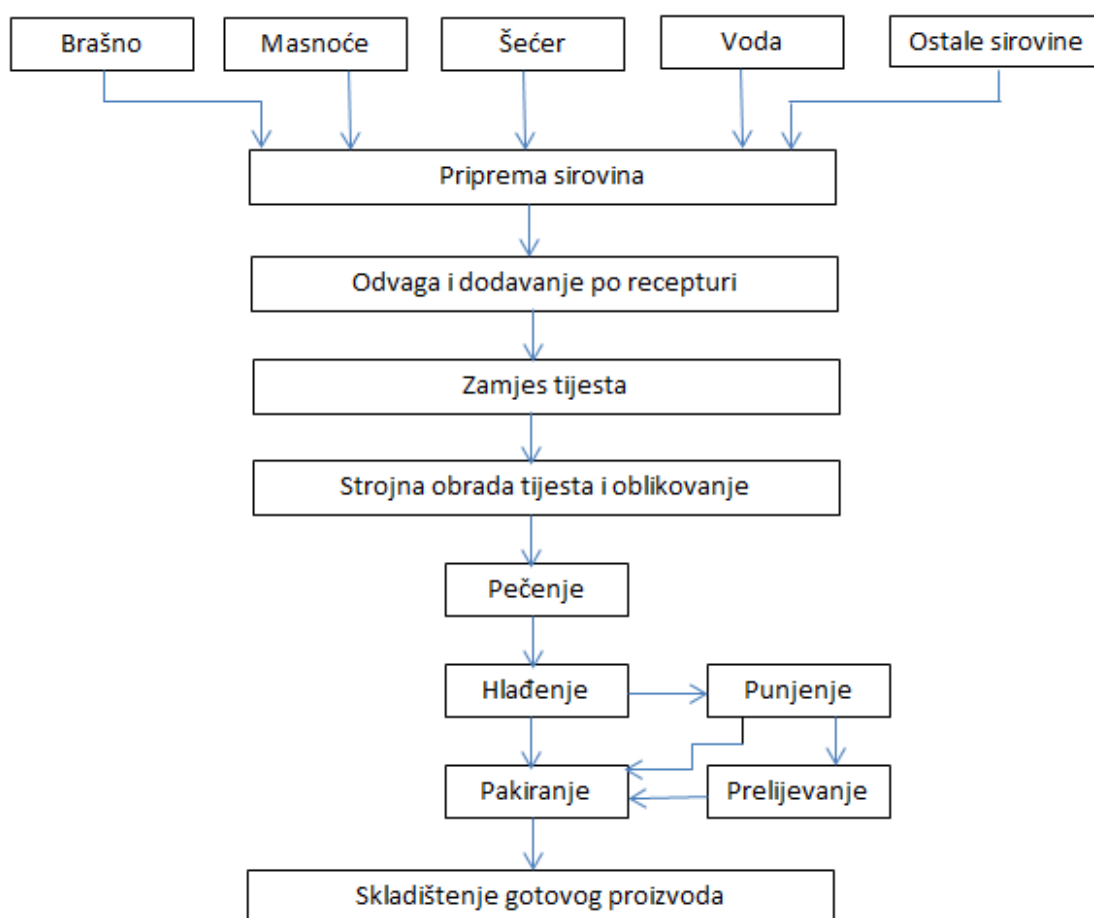 Brašno
Masnoće
Šećer
Voda
Ostale sirovine
Priprema sirovina
Odvaga i dodavanje po recepturi
Zamjes tijesta
Strojna obrada tijesta i oblikovanje
Pečenje
Hlađenje
Punjenje
Pakiranje
Prelijevanje
Skladištenje gotovog proizvoda